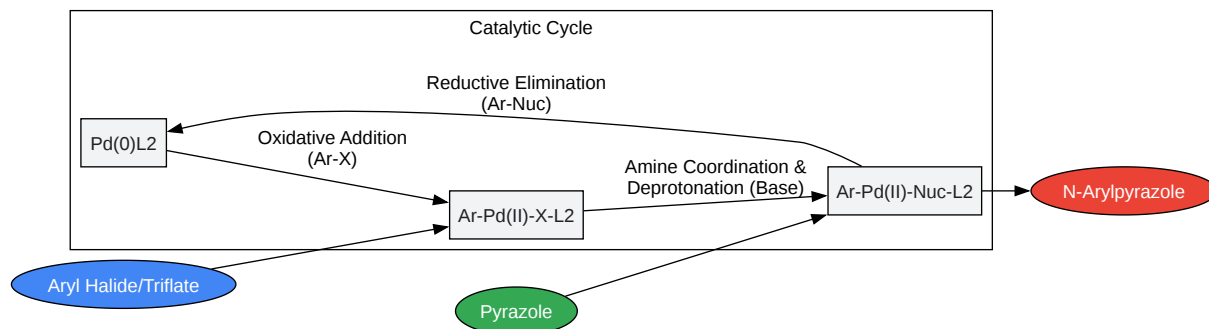 Catalytic Cycle
Reductive Elimination
(Ar-Nuc)
Pd(0)L2
Oxidative Addition
(Ar-X)
Amine Coordination &
Deprotonation (Base)
Ar-Pd(II)-X-L2
Ar-Pd(II)-Nuc-L2
N-Arylpyrazole
Aryl Halide/Triflate
Pyrazole